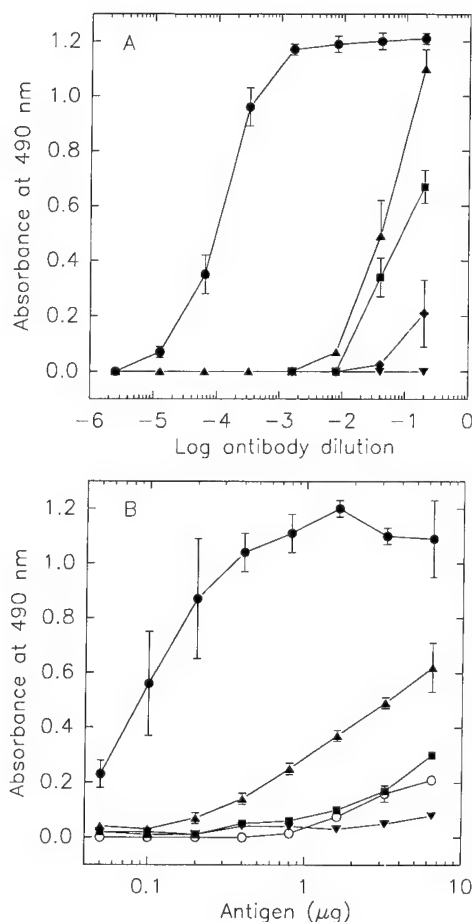 A
1.2
1.0
0.8
0.6
0.4
0.2
0.0
Absorbance at 490 nm
−6 −5 −4 −3 −2 −1 0
Log antibody dilution
B
1.2
1.0
0.8
0.6
0.4
0.2
0.0
Absorbance at 490 nm
0.1 1 10
Antigen (μg)